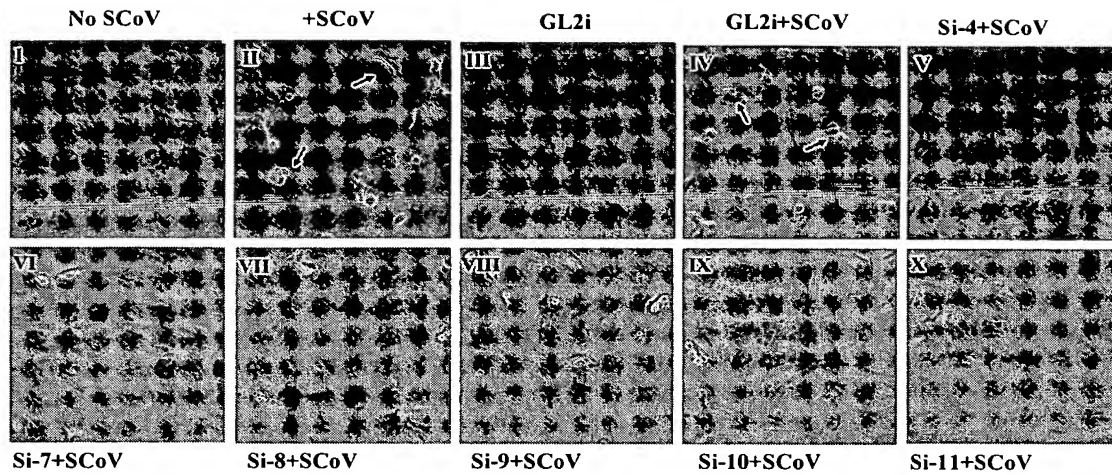 No SCoV +SCoV GL2i GL2i+SCoV Si-4+SCoV
I II III IV V
VI VII VIII IX X
Si-7+SCoV Si-8+SCoV Si-9+SCoV Si-10+SCoV Si-11+SCoV